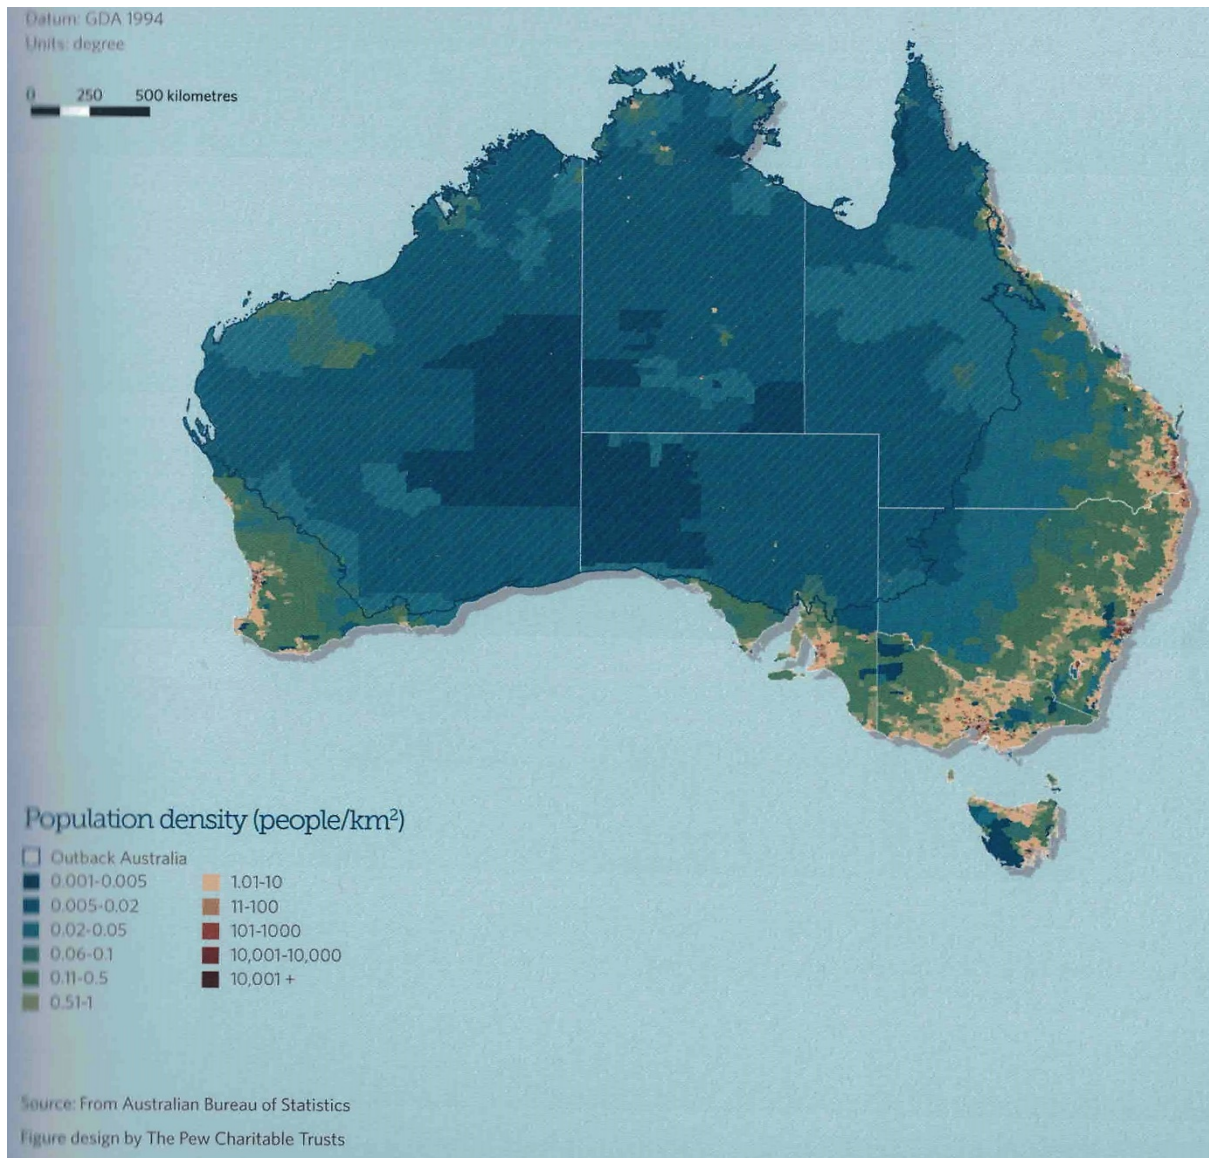 Datum: GDA 1994
Units: degree
0 250 500 kilometres
Population density (people/km²)
Outback Australia
0.001-0.005
0.005-0.02
0.02-0.05
0.06-0.1
0.11-0.5
0.51-1
1.01-10
11-100
101-1000
10,001-10,000
10,001 +
Source: From Australian Bureau of Statistics
Figure design by The Pew Charitable Trusts